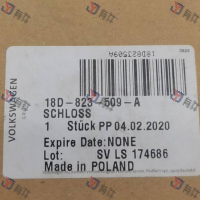 VOLKSWAGEN
18D-823-509-A
SCHLOSS
1 Stück PP 04.02.2020
Expire Date:NONE
Lot: SV LS 174686
Made in POLAND
18D823509A